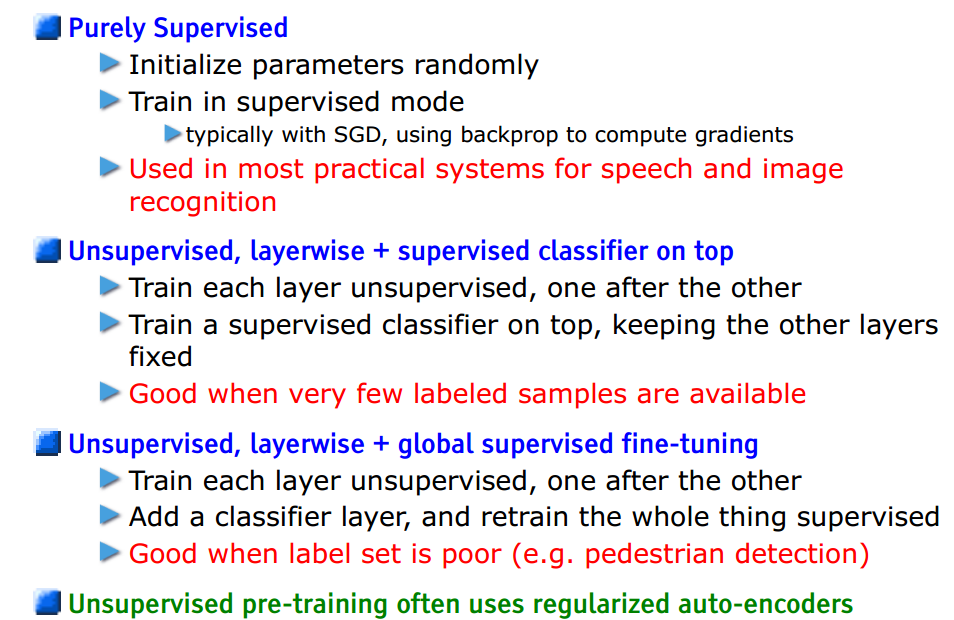 Purely Supervised
Initialize parameters randomly
Train in supervised mode
typically with SGD, using backprop to compute gradients
Used in most practical systems for speech and image
recognition
Unsupervised, layerwise + supervised classifier on top
Train each layer unsupervised, one after the other
Train a supervised classifier on top, keeping the other layers
fixed
Good when very few labeled samples are available
Unsupervised, layerwise + global supervised fine-tuning
Train each layer unsupervised, one after the other
Add a classifier layer, and retrain the whole thing supervised
Good when label set is poor (e.g. pedestrian detection)
Unsupervised pre-training often uses regularized auto-encoders